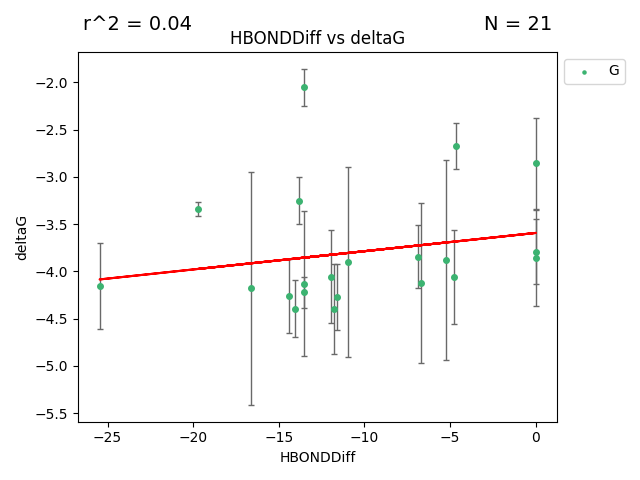 r^2 = 0.04
N = 21
HBONDDiff vs deltaG
G
deltaG
−2.0
−2.5
−3.0
−3.5
−4.0
−4.5
−5.0
−5.5
−25
−20
−15
−10
−5
0
HBONDDiff